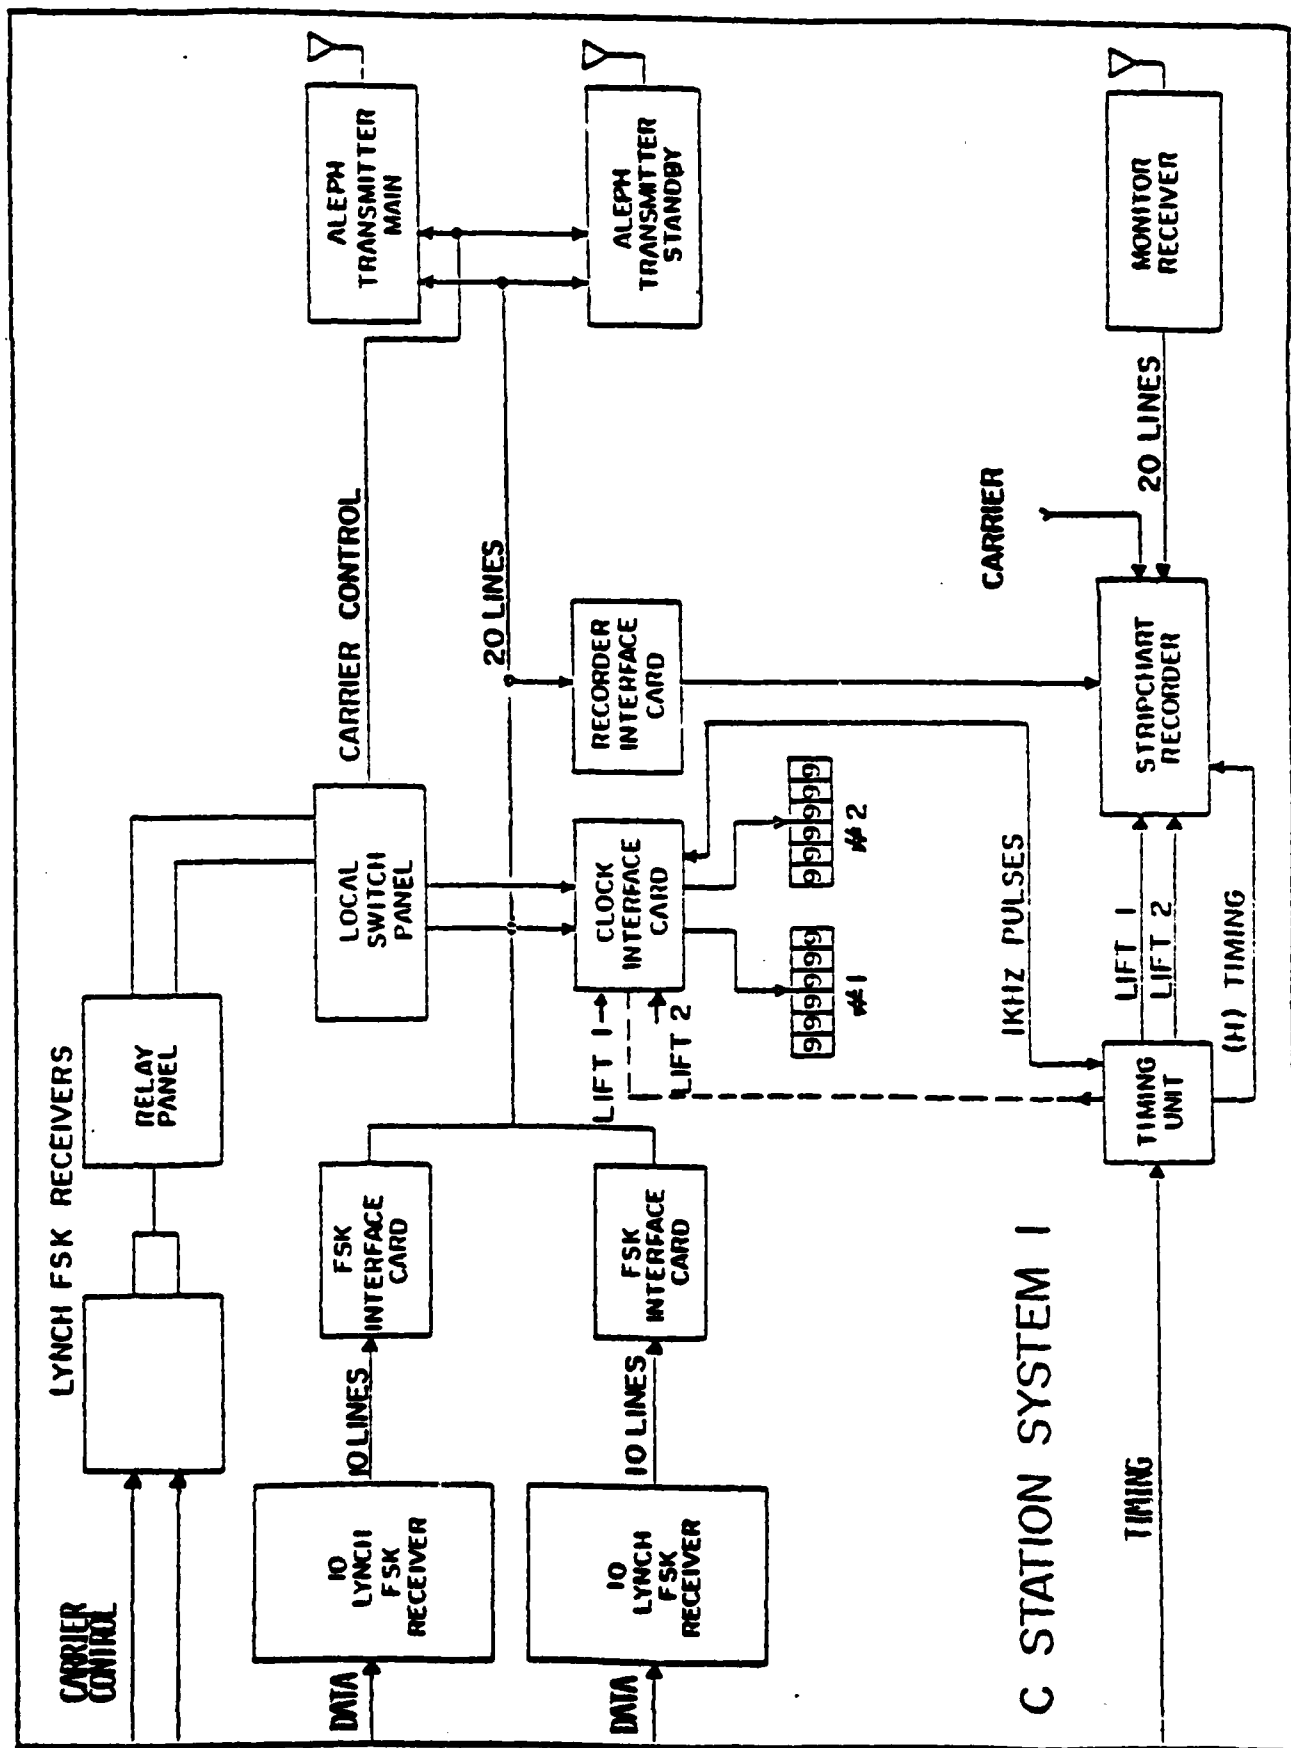 LYNCH FSK RECEIVERS
CARRIER
CONTROL
RELAY
PANEL
LOCAL
SWITCH
PANEL
CARRIER CONTROL
ALEPH
TRANSMITTER
MAIN
DATA
10
LYNCH
FSK
RECEIVER
10 LINES
FSK
INTERFACE
CARD
20 LINES
ALEPH
TRANSMITTER
STANDBY
DATA
10
LYNCH
FSK
RECEIVER
10 LINES
FSK
INTERFACE
CARD
LIFT 1
LIFT 2
CLOCK
INTERFACE
CARD
RECORDER
INTERFACE
CARD
999999
#1
999999
#2
1KHZ PULSES
CARRIER
20 LINES
MONITOR
RECEIVER
C STATION SYSTEM 1
TIMING
TIMING
UNIT
LIFT 1
LIFT 2
(H) TIMING
STRIPCHART
RECORDER